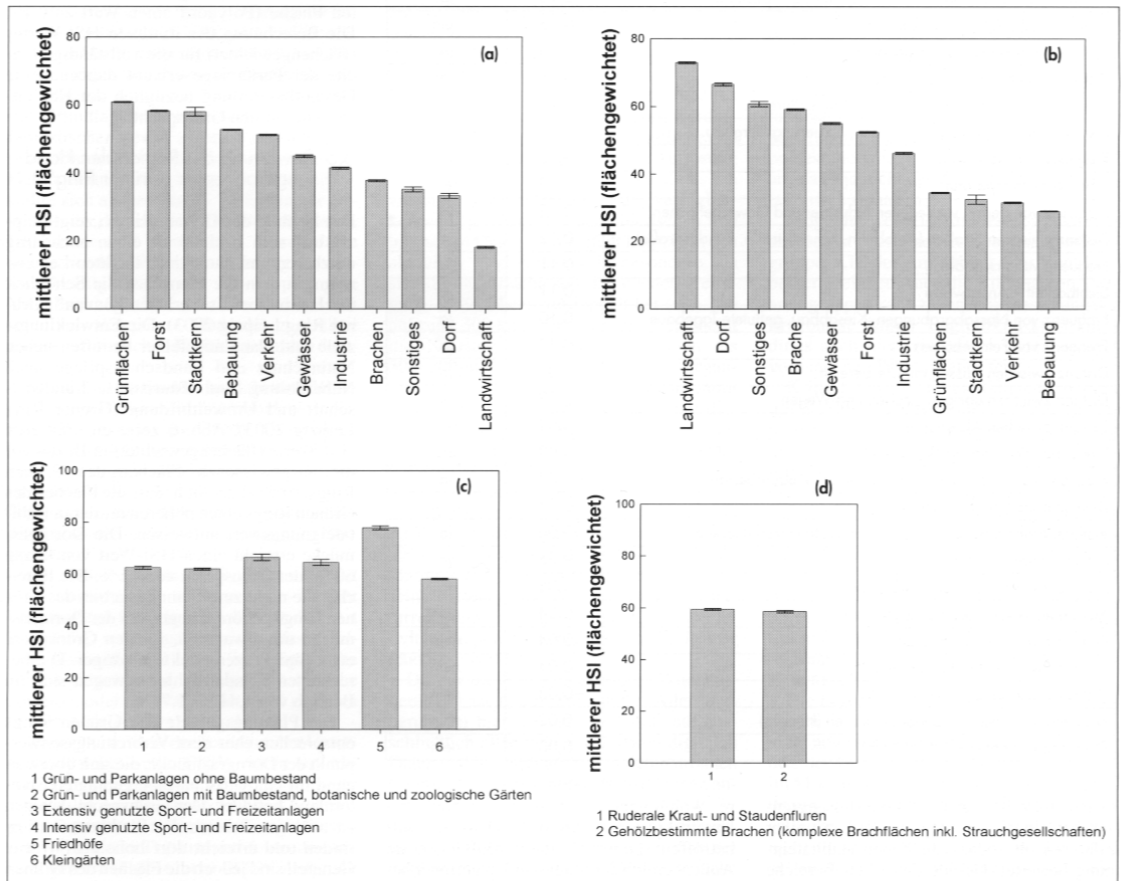 (a)
mittlerer HSI (flächengewichtet)
80
60
40
20
0
Grünflächen
Forst
Stadtkern
Bebauung
Verkehr
Gewässer
Industrie
Brachen
Sonstiges
Dorf
Landwirtschaft
(b)
mittlerer HSI (flächengewichtet)
80
60
40
20
0
Landwirtschaft
Dorf
Sonstiges
Brache
Gewässer
Forst
Industrie
Grünflächen
Stadtkern
Verkehr
Bebauung
(c)
mittlerer HSI (flächengewichtet)
100
80
60
40
20
0
1 2 3 4 5 6
1 Grün- und Parkanlagen ohne Baumbestand
2 Grün- und Parkanlagen mit Baumbestand, botanische und zoologische Gärten
3 Extensiv genutzte Sport- und Freizeitanlagen
4 Intensiv genutzte Sport- und Freizeitanlagen
5 Friedhöfe
6 Kleingärten
(d)
mittlerer HSI (flächengewichtet)
100
80
60
40
20
0
1 2
1 Ruderale Kraut- und Staudenfluren
2 Gehölzbestimmte Brachen (komplexe Brachflächen inkl. Strauchgesellschaften)